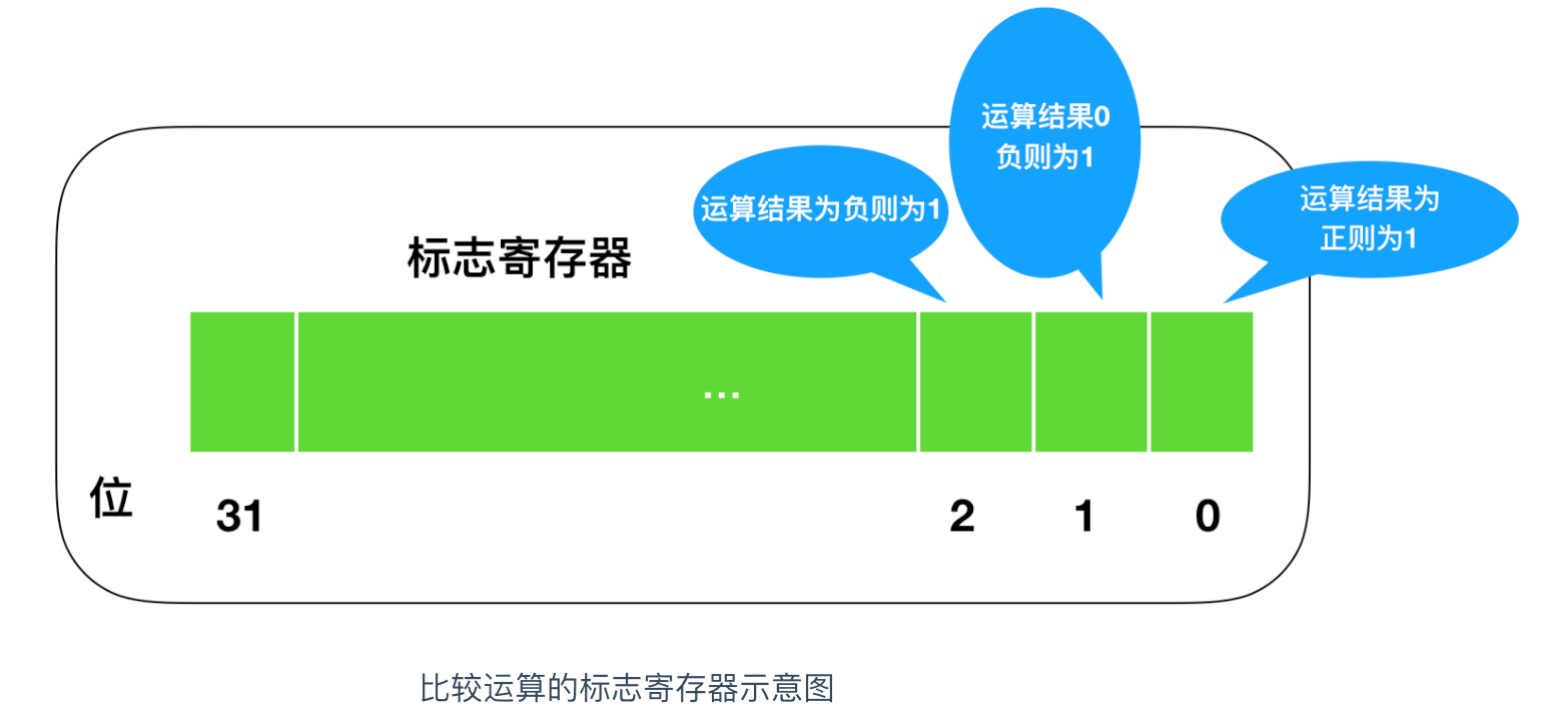 运算结果0
负则为1
运算结果为负则为1
运算结果为
正则为1
标志寄存器
...
位
31
2
1
0
比较运算的标志寄存器示意图